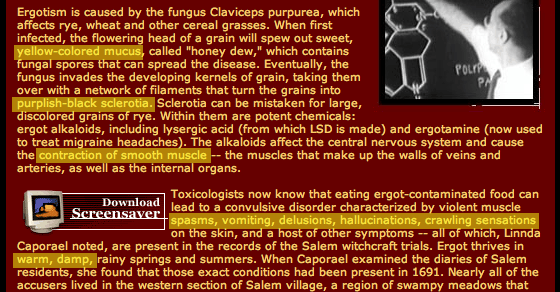 Ergotism is caused by the fungus Claviceps purpurea, which
affects rye, wheat and other cereal grasses. When first
infected, the flowering head of a grain will spew out sweet,
yellow-colored mucus, called "honey dew," which contains
fungal spores that can spread the disease. Eventually, the
fungus invades the developing kernels of grain, taking them
over with a network of filaments that turn the grains into
purplish-black sclerotia. Sclerotia can be mistaken for large,
discolored grains of rye. Within them are potent chemicals:
ergot alkaloids, including lysergic acid (from which LSD is made) and ergotamine (now used
to treat migraine headaches). The alkaloids affect the central nervous system and cause
the contraction of smooth muscle -- the muscles that make up the walls of veins and
arteries, as well as the internal organs.
Download
Screensaver
Toxicologists now know that eating ergot-contaminated food can
lead to a convulsive disorder characterized by violent muscle
spasms, vomiting, delusions, hallucinations, crawling sensations
on the skin, and a host of other symptoms -- all of which, Linnda
Caporael noted, are present in the records of the Salem witchcraft trials. Ergot thrives in
warm, damp, rainy springs and summers. When Caporael examined the diaries of Salem
residents, she found that those exact conditions had been present in 1691. Nearly all of the
accusers lived in the western section of Salem village, a region of swampy meadows that